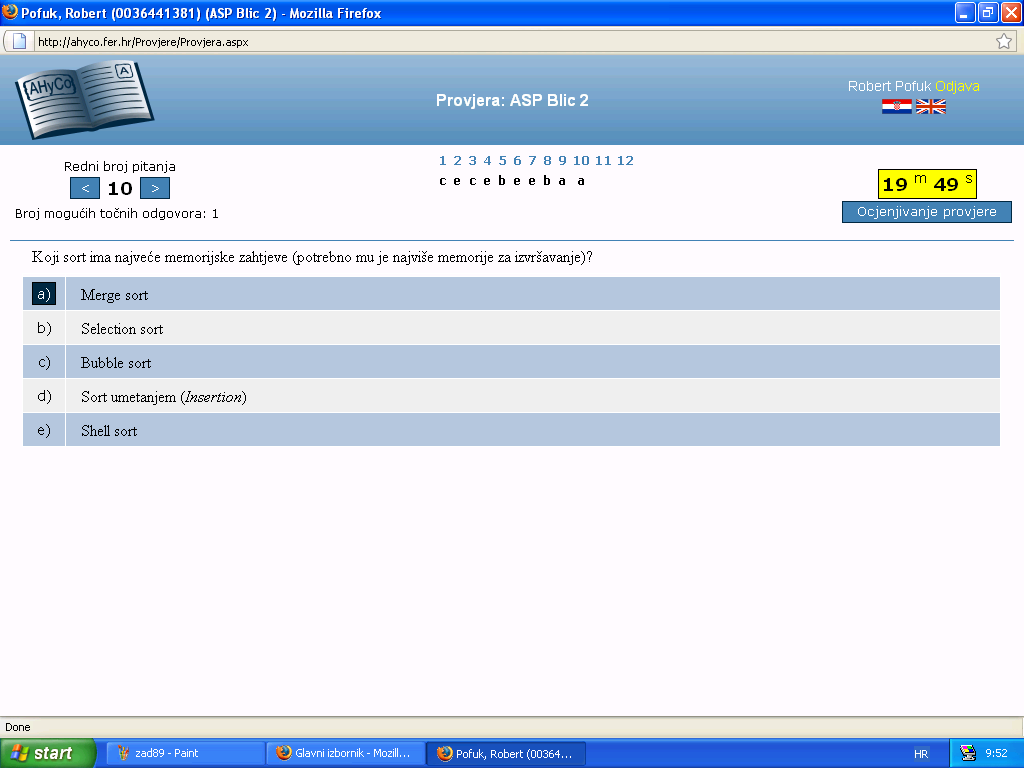 Pofuk, Robert (0036441381) (ASP Blic 2) - Mozilla Firefox
http://ahyco.fer.hr/Provjere/Provjera.aspx
{AHyCo}
A
Provjera: ASP Blic 2
Robert Pofuk Odjava
Redni broj pitanja
< 10 >
Broj mogućih točnih odgovora: 1
1 2 3 4 5 6 7 8 9 10 11 12
c e c e b e e b a a
19 m 49 s
Ocjenjivanje provjere
Koji sort ima najveće memorijske zahtjeve (potrebno mu je najviše memorije za izvršavanje)?
a) Merge sort
b) Selection sort
c) Bubble sort
d) Sort umetanjem (Insertion)
e) Shell sort
Done
start
zad89 - Paint
Glavni izbornik - Mozill...
Pofuk, Robert (00364...
HR
9:52